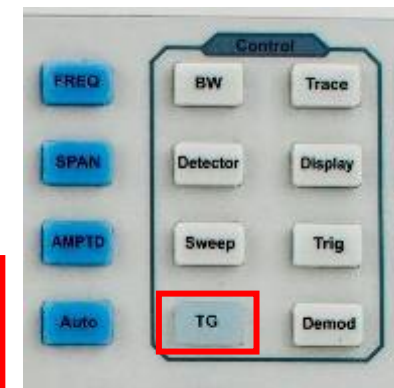 Control
FREQ BW Trace
SPAN Detector Display
AMPTD Sweep Trig
Auto TG Demod